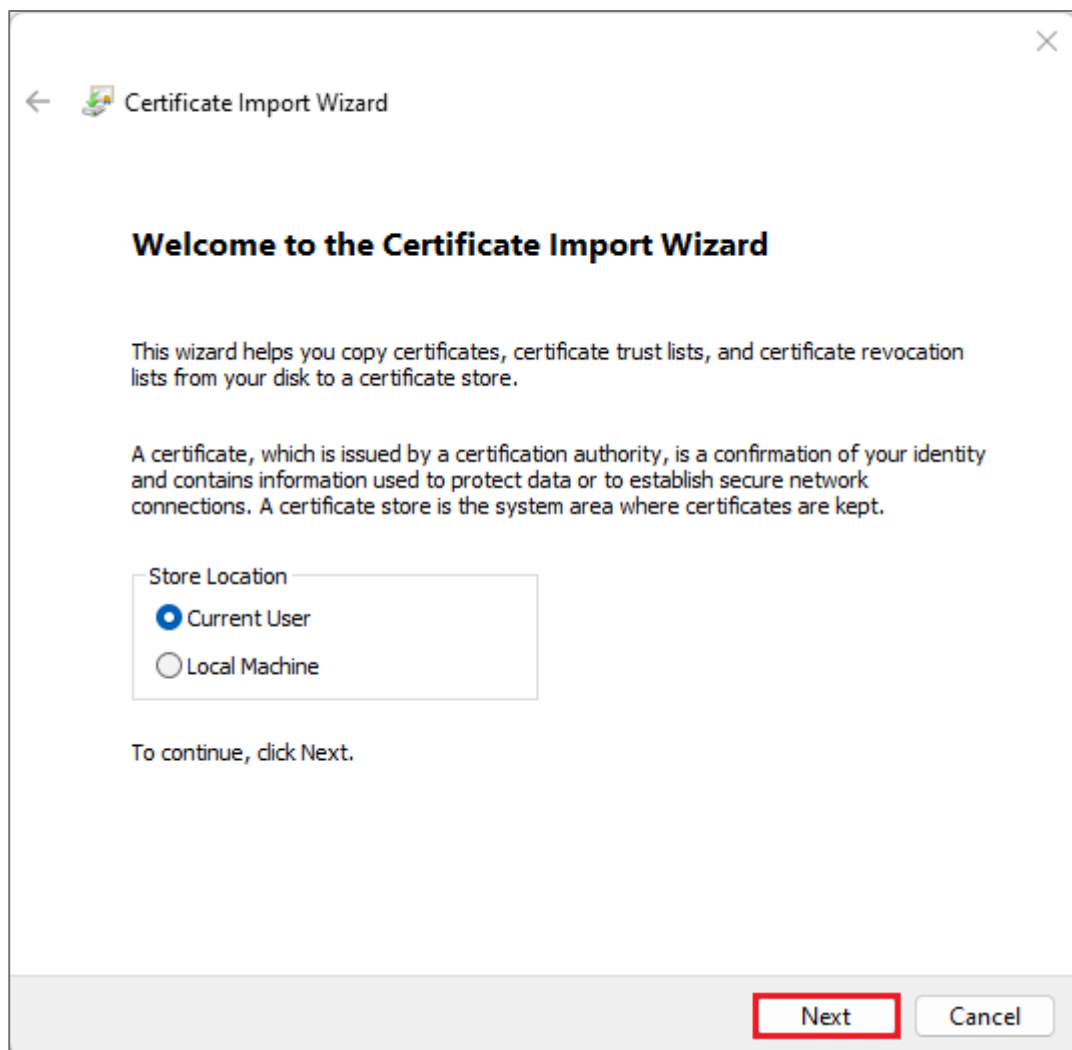 Certificate Import Wizard
Welcome to the Certificate Import Wizard
This wizard helps you copy certificates, certificate trust lists, and certificate revocation
lists from your disk to a certificate store.
A certificate, which is issued by a certification authority, is a confirmation of your identity
and contains information used to protect data or to establish secure network
connections. A certificate store is the system area where certificates are kept.
Store Location
Current User
Local Machine
To continue, click Next.
Next
Cancel